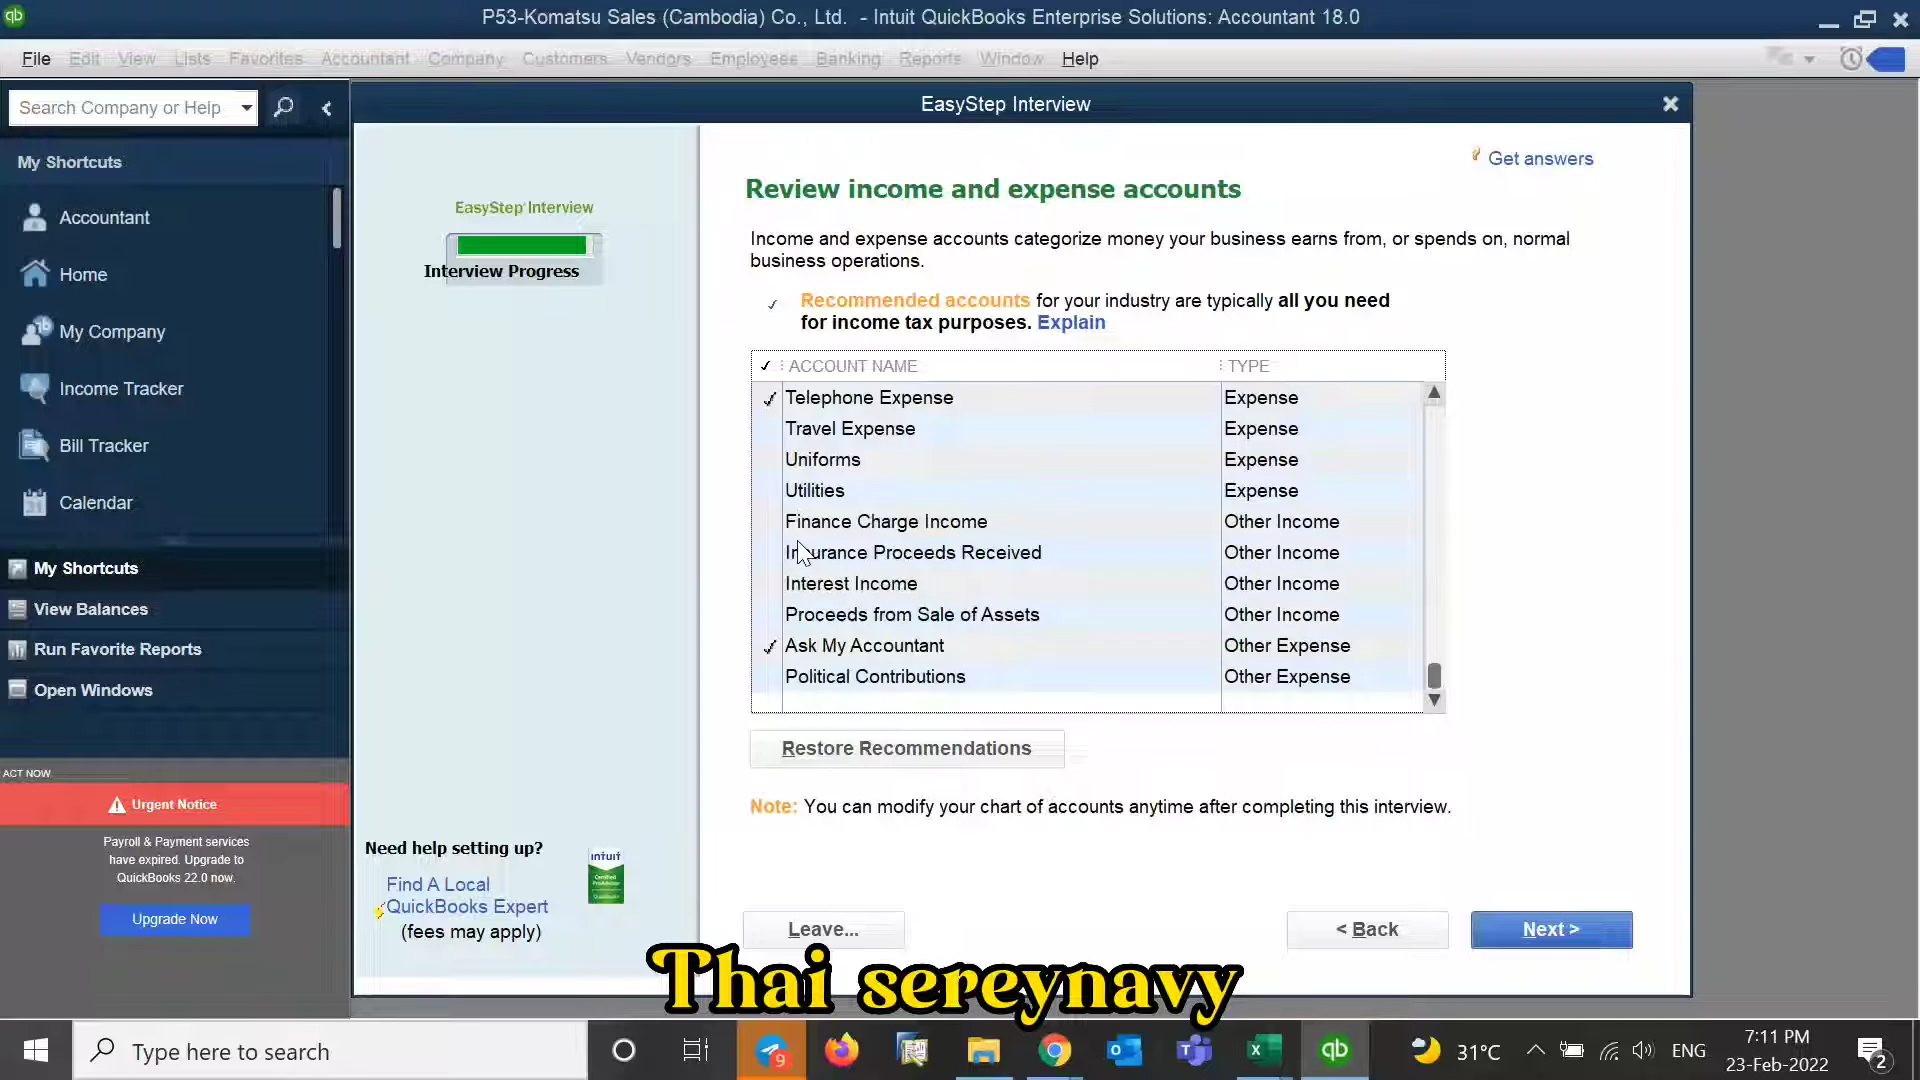 P53-Komatsu Sales (Cambodia) Co., Ltd. - Intuit QuickBooks Enterprise Solutions: Accountant 18.0
File Edit View Lists Favorites Accountant Company Customers Vendors Employees Banking Reports Window Help
Search Company or Help
My Shortcuts
Accountant
Home
My Company
Income Tracker
Bill Tracker
Calendar
My Shortcuts
View Balances
Run Favorite Reports
Open Windows
ACT NOW
Urgent Notice
Payroll & Payment services
have expired. Upgrade to
QuickBooks 22.0 now.
Upgrade Now
EasyStep Interview
EasyStep Interview
Interview Progress
Need help setting up?
Find A Local
QuickBooks Expert
(fees may apply)
intuit
Certified
ProAdvisor
Get answers
Review income and expense accounts
Income and expense accounts categorize money your business earns from, or spends on, normal
business operations.
Recommended accounts for your industry are typically all you need
for income tax purposes. Explain
ACCOUNT NAME TYPE
Telephone Expense Expense
Travel Expense Expense
Uniforms Expense
Utilities Expense
Finance Charge Income Other Income
Insurance Proceeds Received Other Income
Interest Income Other Income
Proceeds from Sale of Assets Other Income
Ask My Accountant Other Expense
Political Contributions Other Expense
Restore Recommendations
Note: You can modify your chart of accounts anytime after completing this interview.
Leave... < Back Next >
Thai sereynavy
Type here to search
9
31°C
ENG
7:11 PM
23-Feb-2022
2